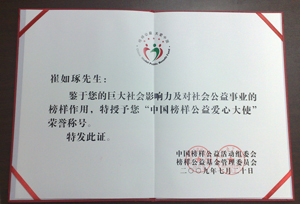 崔如琢先生：
鉴于您的巨大社会影响力及对社会公益事业的
榜样作用，特授予您“中国榜样公益爱心大使”
荣誉称号。
特发此证。
中国榜样公益活动组委会
榜样公益基金管理委员会
二〇〇九年七月二十日